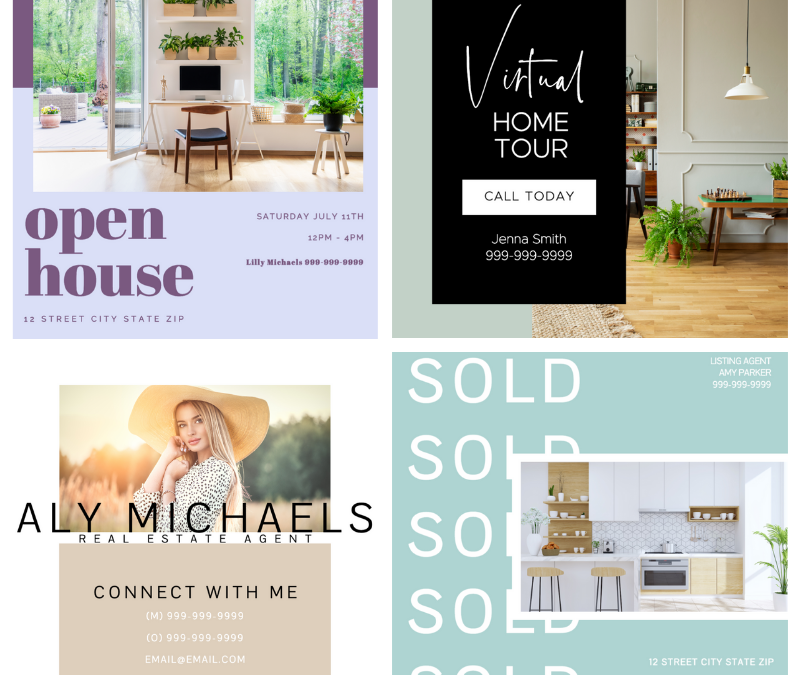 open
house
SATURDAY JULY 11TH
12PM - 4PM
Lilly Michaels 999-999-9999
12 STREET CITY STATE ZIP
Virtual
HOME
TOUR
CALL TODAY
Jenna Smith
999-999-9999
ALY MICHAELS
REAL ESTATE AGENT
CONNECT WITH ME
(M) 999-999-9999
(O) 999-999-9999
EMAIL@EMAIL.COM
SOLD
LISTING AGENT
AMY PARKER
999-999-9999
SOLD
SOLD
SOLD
SOLD
12 STREET CITY STATE ZIP